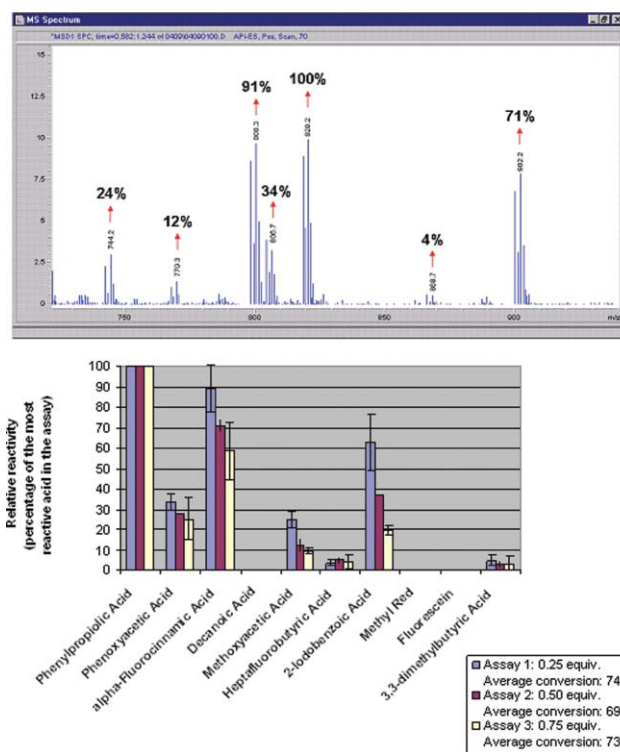 MS Spectrum
*MSD1 SPC, time=0.582:1.244 of 0409\04090100.D API-ES, Pos, Scan, 70
15
12.5
10
7.5
5
2.5
0
24%
744.2
12%
770.3
91%
34%
806.7
100%
4%
868.7
71%
750
800
850
900
m/z
Relative reactivity
(percentage of the most
reactive acid in the assay)
100
90
80
70
60
50
40
30
20
10
0
Phenylpropiolic Acid
Phenoxyacetic Acid
alpha-Fluorocinnamic Acid
Decanoic Acid
Methoxyacetic Acid
Heptafluorobutyric Acid
2-Iodobenzoic Acid
Methyl Red
Fluorescein
3,3-dimethylbutyric Acid
Assay 1: 0.25 equiv.
Average conversion: 74
Assay 2: 0.50 equiv.
Average conversion: 69
Assay 3: 0.75 equiv.
Average conversion: 73